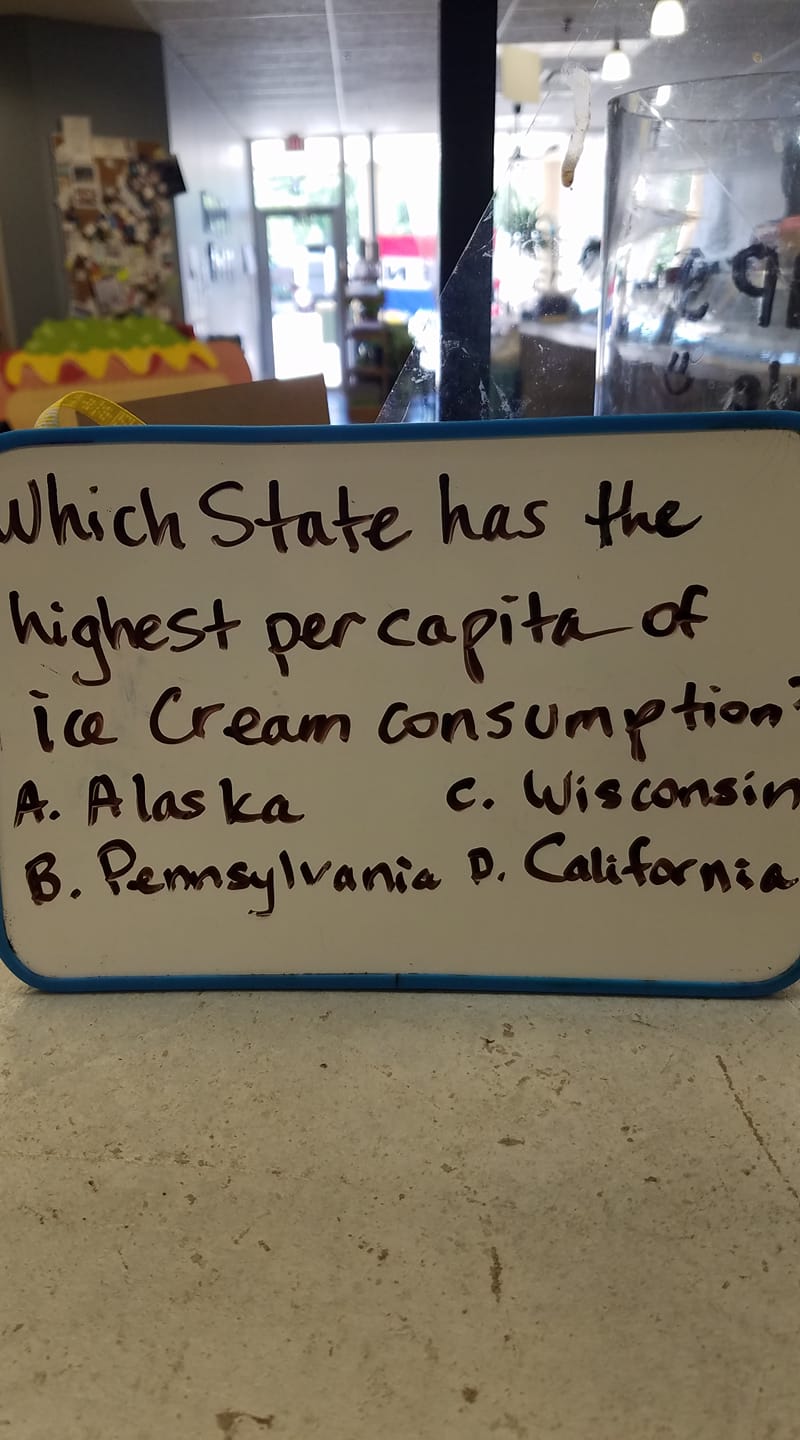 Which State has the
highest per capita of
ice Cream consumption?
A. Alaska C. Wisconsin
B. Pennsylvania D. California